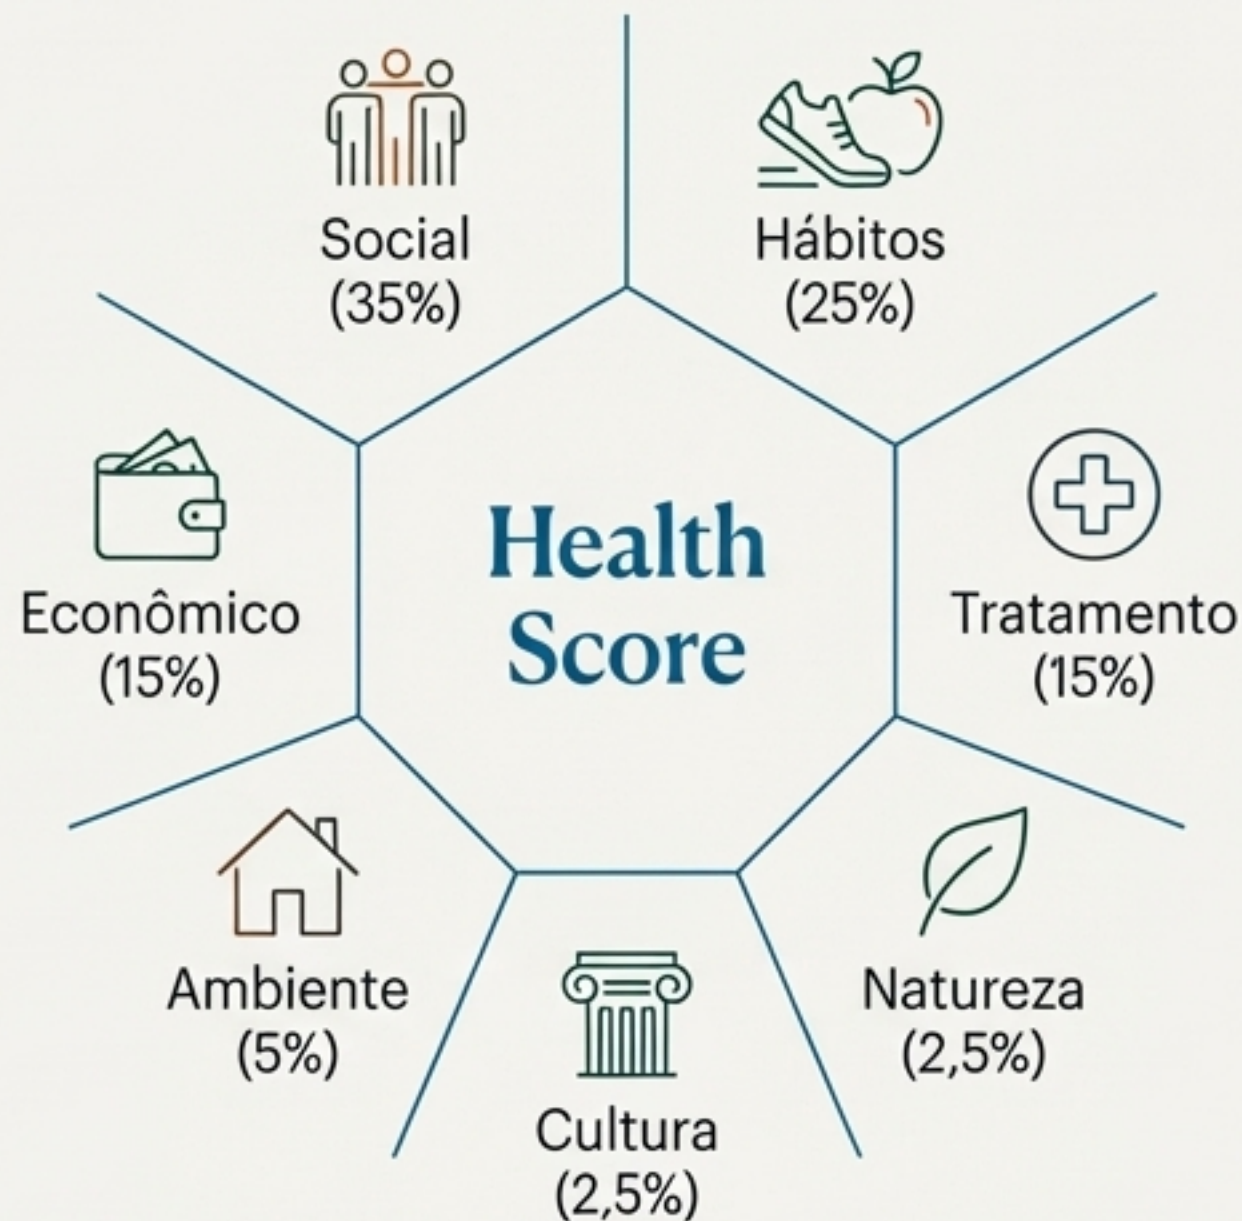 Social
(35%)
Hábitos
(25%)
Econômico
(15%)
Health
Score
Tratamento
(15%)
Ambiente
(5%)
Cultura
(2,5%)
Natureza
(2,5%)